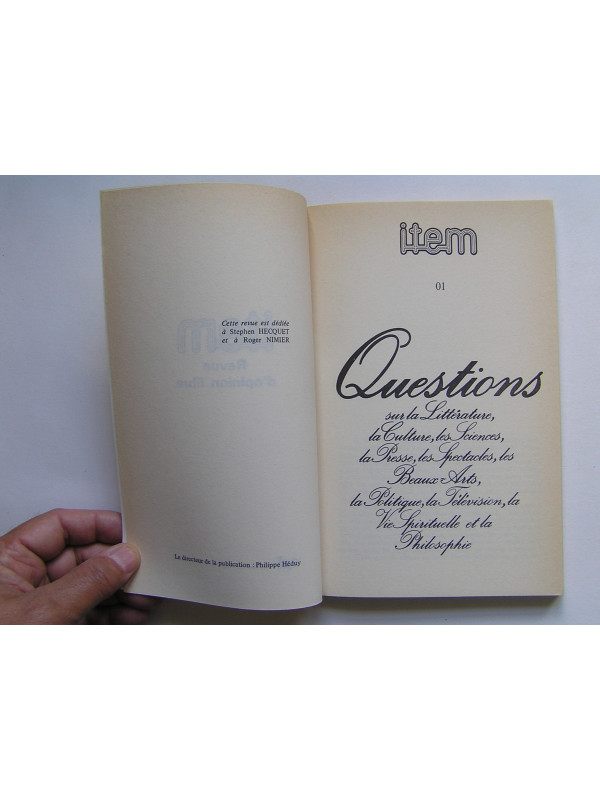 Cette revue est dédiée
à Stephen HECQUET
et à Roger NIMIER
Le directeur de la publication : Philippe Héduy
item
01
Questions
sur la Littérature,
la Culture, les Sciences,
la Presse, les Spectacles, les
Beaux Arts,
la Politique, la Télévision, la
Vie Spirituelle et la
Philosophie